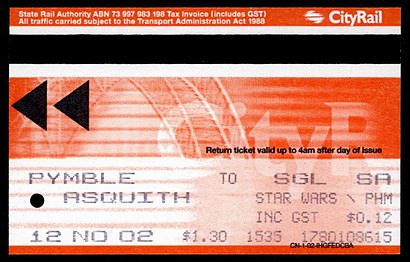 State Rail Authority ABN 73 997 983 198 Tax Invoice (includes GST)
All traffic carried subject to the Transport Administration Act 1988
CityRail
CityR
Return ticket valid up to 4am after day of issue
PYMBLE TO SGL SA
ASQUITH STAR WARS \ PHM
INC GST $0.12
12 NO 02 $1.30 1535 1780108615
CN-1-02-IHGFEDCBA